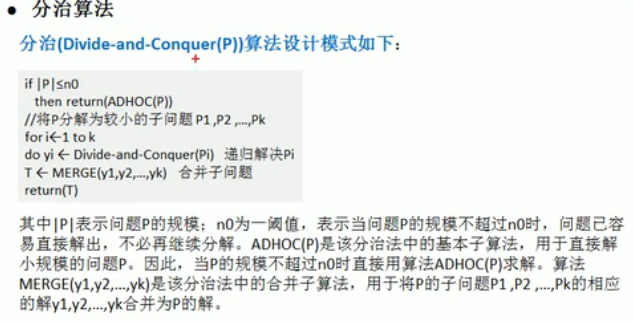 • 分治算法
分治(Divide-and-Conquer(P))算法设计模式如下：
if |P|≤n0
then return(ADHOC(P))
//将P分解为较小的子问题 P1 ,P2 ,...,Pk
for i←1 to k
do yi ← Divide-and-Conquer(Pi) 递归解决Pi
T ← MERGE(y1,y2,...,yk) 合并子问题
return(T)
其中|P|表示问题P的规模；n0为一阈值，表示当问题P的规模不超过n0时，问题已容
易直接解出，不必再继续分解。ADHOC(P)是该分治法中的基本子算法，用于直接解
小规模的问题P。因此，当P的规模不超过n0时直接用算法ADHOC(P)求解。算法
MERGE(y1,y2,...,yk)是该分治法中的合并子算法，用于将P的子问题P1 ,P2 ,...,Pk的相应
的解y1,y2,...,yk合并为P的解。